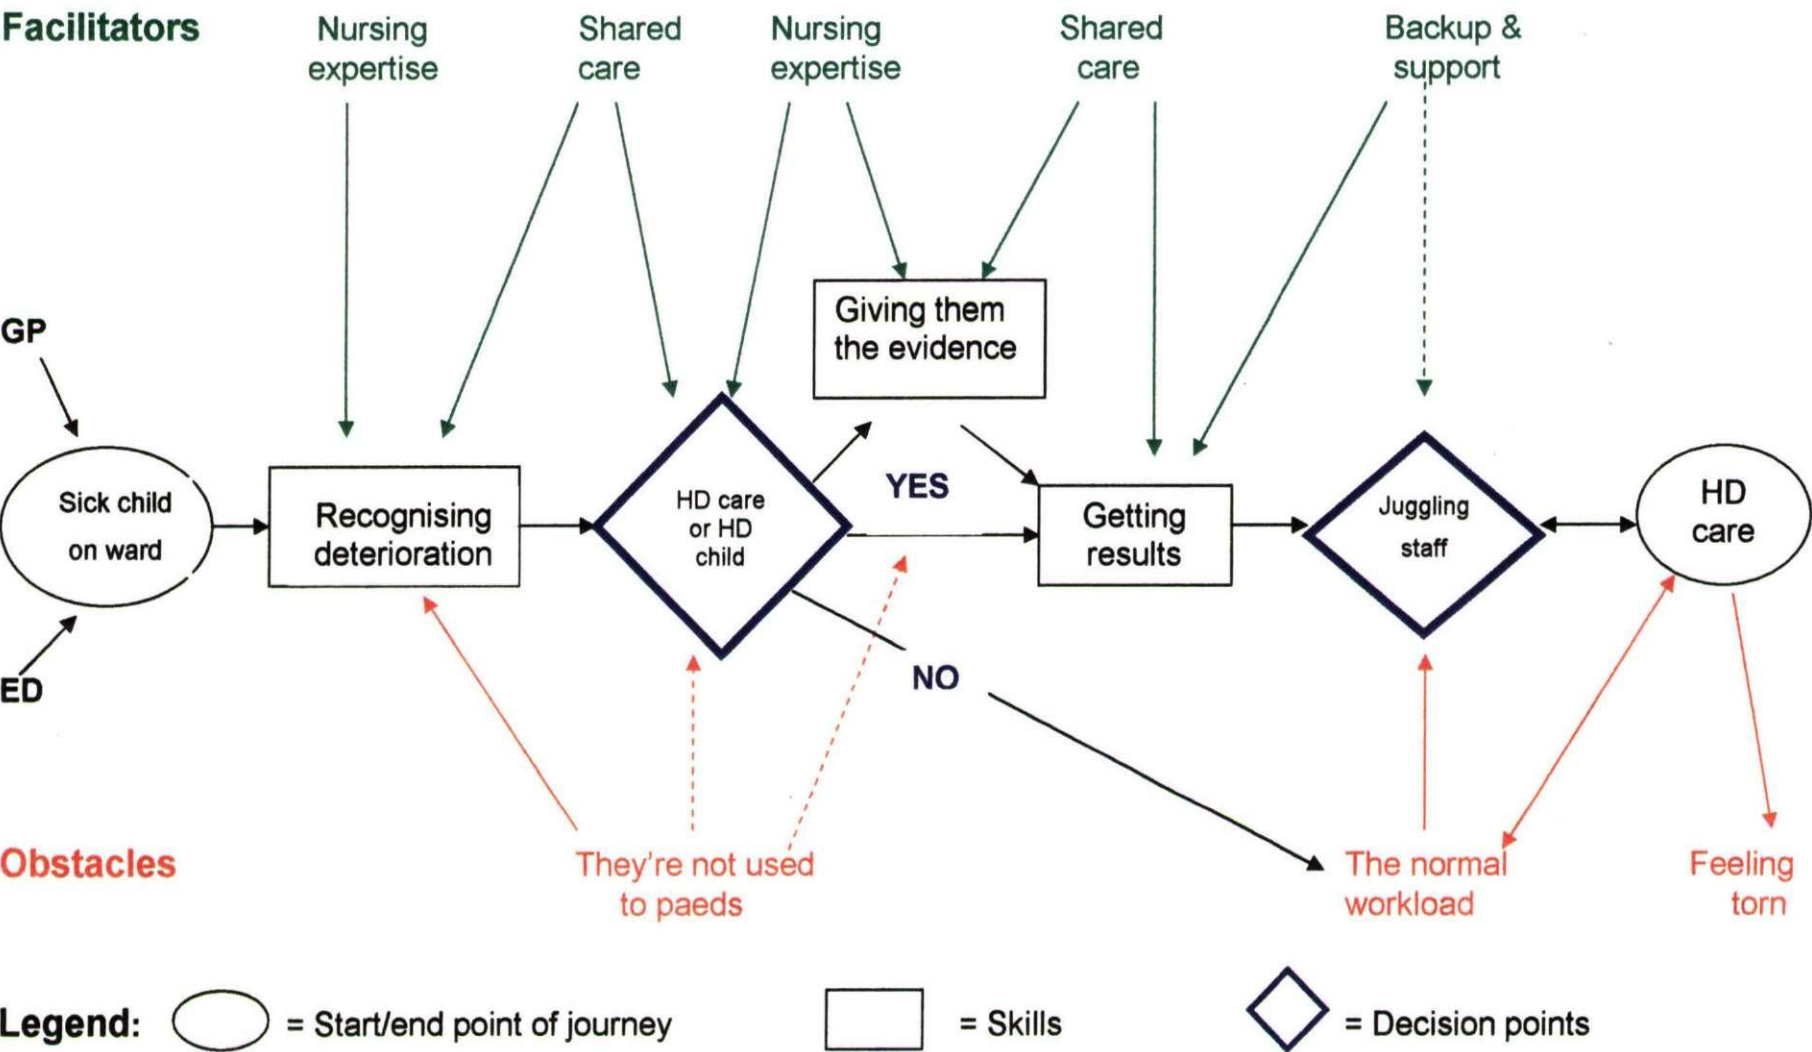 Facilitators
Nursing
expertise
Shared
care
Nursing
expertise
Shared
care
Backup &
support
GP
ED
Sick child
on ward
Recognising
deterioration
HD care
or HD
child
Giving them
the evidence
YES
NO
Getting
results
Juggling
staff
HD
care
Obstacles
They're not used
to paeds
The normal
workload
Feeling
torn
Legend:
= Start/end point of journey
= Skills
= Decision points